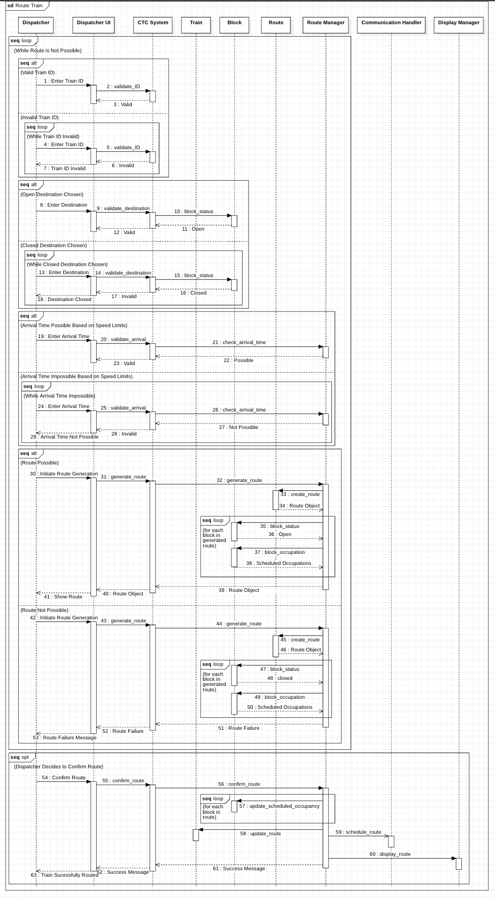 sd Route Train
Dispatcher
Dispatcher UI
CTC System
Train
Block
Route
Route Manager
Communication Handler
Display Manager
seq loop
(While Route is Not Possible)
seq alt
(Valid Train ID)
1 : Enter Train ID
2 : validate_ID
3 : Valid
(Invalid Train ID)
seq loop
(While Train ID Invalid)
4 : Enter Train ID
5 : validate_ID
6 : Invalid
7 : Train ID Invalid
seq alt
(Open Destination Chosen)
8 : Enter Destination
9 : validate_destination
10 : block_status
11 : Open
12 : Valid
(Closed Destination Chosen)
seq loop
(While Closed Destination Chosen)
13 : Enter Destination
14 : validate_destination
15 : block_status
16 : Closed
17 : Invalid
18 : Destination Closed
seq alt
(Arrival Time Possible Based on Speed Limits)
19 : Enter Arrival Time
20 : validate_arrival
21 : check_arrival_time
22 : Possible
23 : Valid
(Arrival Time Impossible Based on Speed Limits)
seq loop
(While Arrival Time Impossible)
24 : Enter Arrival Time
25 : validate_arrival
26 : check_arrival_time
27 : Not Possible
28 : Invalid
29 : Arrival Time Not Possible
seq alt
(Route Possible)
30 : Initiate Route Generation
31 : generate_route
32 : generate_route
33 : create_route
34 : Route Object
seq loop
(for each
block in
generated
route)
35 : block_status
36 : Open
37 : block_occupation
38 : Scheduled Occupations
39 : Route Object
40 : Route Object
41 : Show Route
(Route Not Possible)
42 : Initiate Route Generation
43 : generate_route
44 : generate_route
45 : create_route
46 : Route Object
seq loop
(for each
block in
generated
route)
47 : block_status
48 : closed
49 : block_occupation
50 : Scheduled Occupations
51 : Route Failure
52 : Route Failure
53 : Route Failure Message
seq opt
(Dispatcher Decides to Confirm Route)
54 : Confirm Route
55 : confirm_route
56 : confirm_route
seq loop
(for each
block in
route)
57 : update_scheduled_occupancy
58 : update_route
59 : schedule_route
60 : display_route
61 : Success Message
62 : Success Message
63 : Train Sucessfully Routed